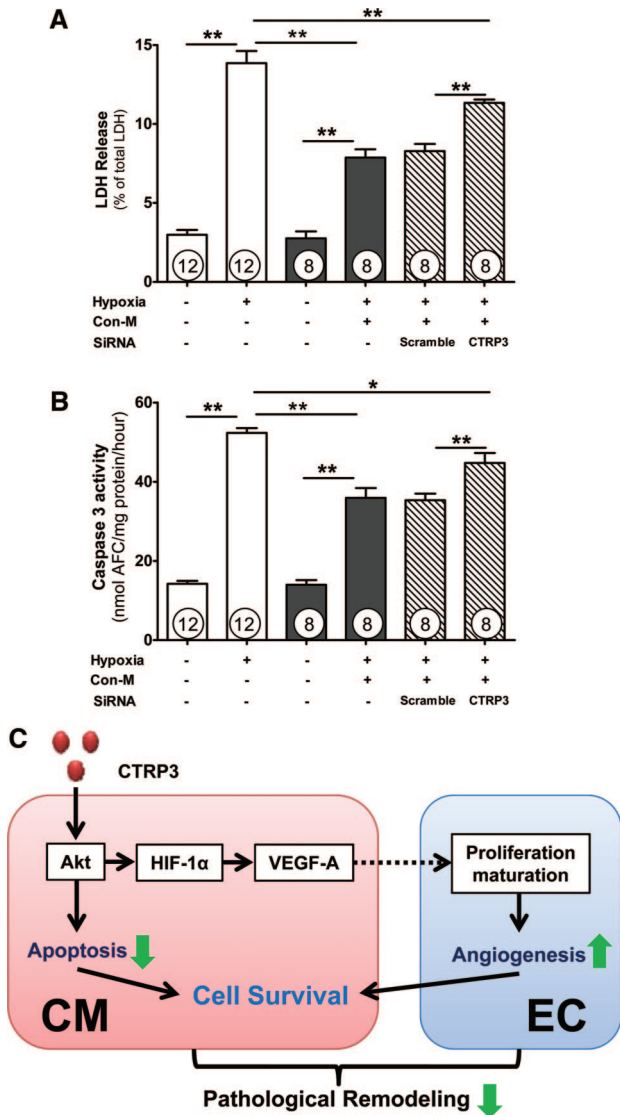 A
LDH Release
(% of total LDH)
15
10
5
0
** ** ** ** **
12 12 8 8 8 8
Hypoxia - + - + + +
Con-M - - - + + +
SiRNA - - - - Scramble CTRP3
B
Caspase 3 activity
(nmol AFC/mg protein/hour)
60
40
20
0
* ** ** ** **
12 12 8 8 8 8
Hypoxia - + - + + +
Con-M - - - + + +
SiRNA - - - - Scramble CTRP3
C
CTRP3
Akt HIF-1α VEGF-A
Proliferation
maturation
Apoptosis
Angiogenesis
Cell Survival
CM
EC
Pathological Remodeling